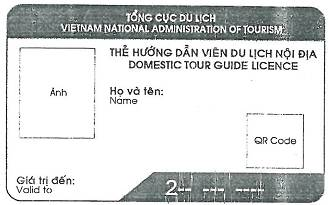 TỔNG CỤC DU LỊCH
VIETNAM NATIONAL ADMINISTRATION OF TOURISM
THẺ HƯỚNG DẪN VIÊN DU LỊCH NỘI ĐỊA
DOMESTIC TOUR GUIDE LICENCE
Ảnh
Họ và tên:
Name
QR Code
Giá trị đến:
Valid to
2-- --- ----